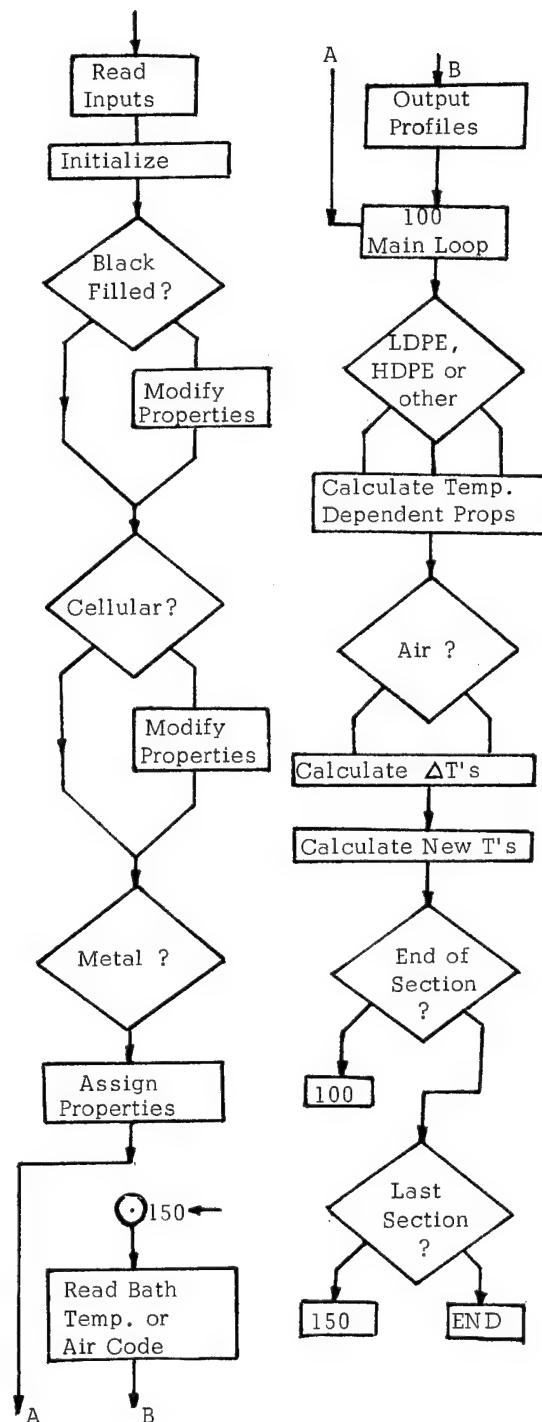 Read
Inputs
Initialize
Black
Filled?
Modify
Properties
Cellular?
Modify
Properties
Metal ?
Assign
Properties
150
Read Bath
Temp. or
Air Code
A
B
A
B
Output
Profiles
100
Main Loop
LDPE,
HDPE or
other
Calculate Temp.
Dependent Props
Air ?
Calculate ΔT's
Calculate New T's
End of
Section
?
100
Last
Section
?
150
END